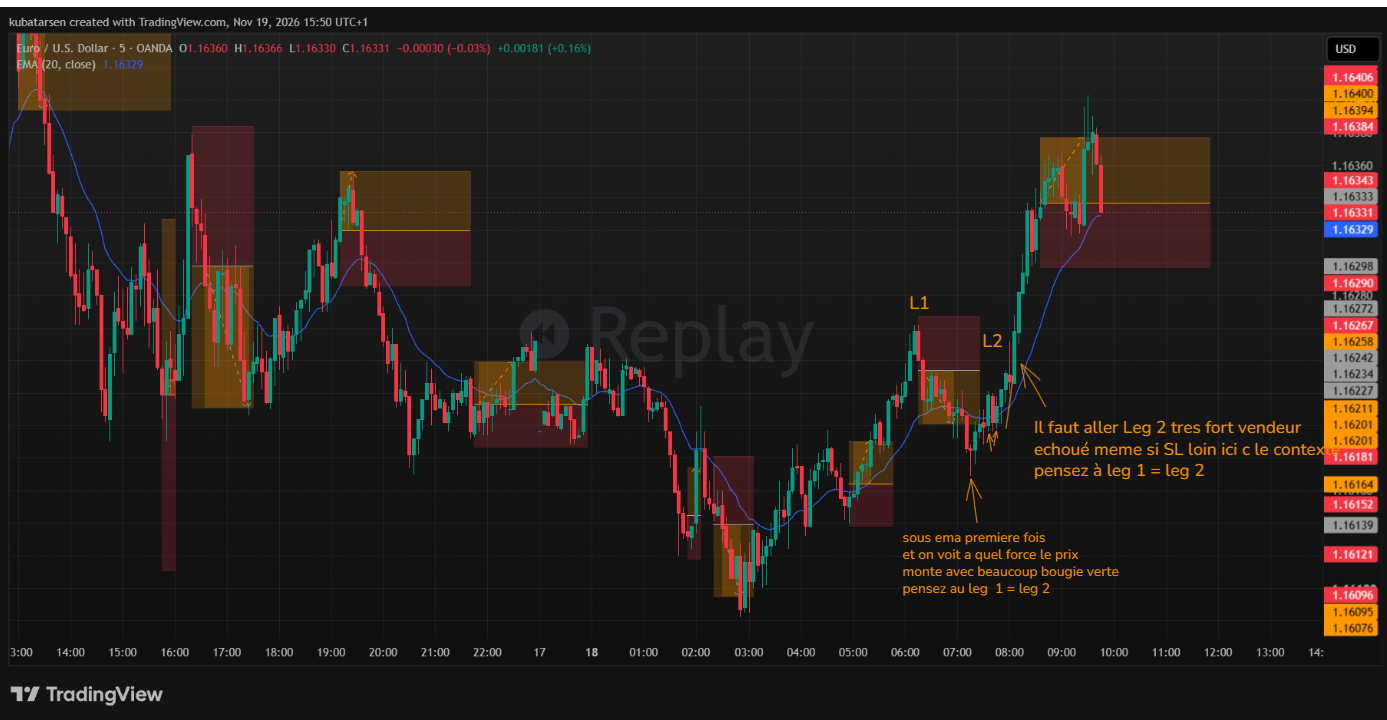 kubatarsen created with TradingView.com, Nov 19, 2026 15:50 UTC+1
Euro / U.S. Dollar · 5 · OANDA O1.16360 H1.16366 L1.16330 C1.16331 −0.00030 (−0.03%) +0.00181 (+0.16%)
EMA (20, close) 1.16329
USD
1.16406
1.16400
1.16394
1.16384
1.16360
1.16343
1.16333
1.16331
1.16329
1.16298
1.16290
1.16280
1.16272
1.16267
1.16258
1.16242
1.16234
1.16227
1.16211
1.16201
1.16201
1.16181
1.16164
1.16152
1.16139
1.16121
1.16096
1.16095
1.16076
Replay
L1
L2
Il faut aller Leg 2 tres fort vendeur
echoué meme si SL loin ici c le contexte
pensez à leg 1 = leg 2
sous ema premiere fois
et on voit a quel force le prix
monte avec beaucoup bougie verte
pensez au leg 1 = leg 2
3:00 14:00 15:00 16:00 17:00 18:00 19:00 20:00 21:00 22:00 17 18 01:00 02:00 03:00 04:00 05:00 06:00 07:00 08:00 09:00 10:00 11:00 12:00 13:00 14:
TradingView